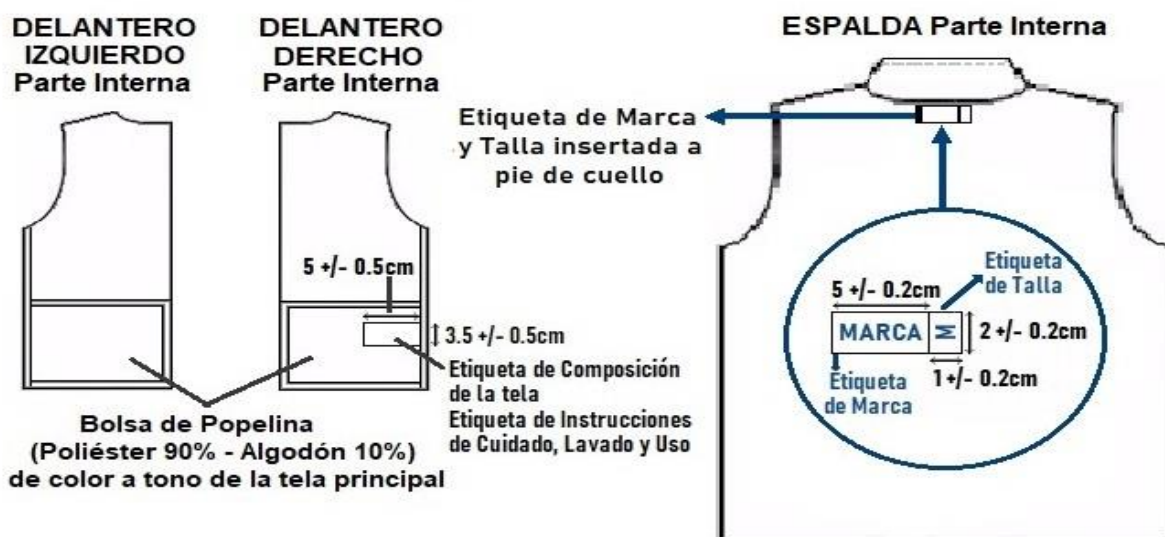 DELANTERO
IZQUIERDO
Parte Interna
DELANTERO
DERECHO
Parte Interna
5 +/- 0.5cm
3.5 +/- 0.5cm
Etiqueta de Composición
de la tela
Etiqueta de Instrucciones
de Cuidado, Lavado y Uso
Bolsa de Popelina
(Poliéster 90% - Algodón 10%)
de color a tono de la tela principal
ESPALDA Parte Interna
Etiqueta de Marca
y Talla insertada a
pie de cuello
Etiqueta
de Talla
5 +/- 0.2cm
MARCA
M
2 +/- 0.2cm
1 +/- 0.2cm
Etiqueta
de Marca